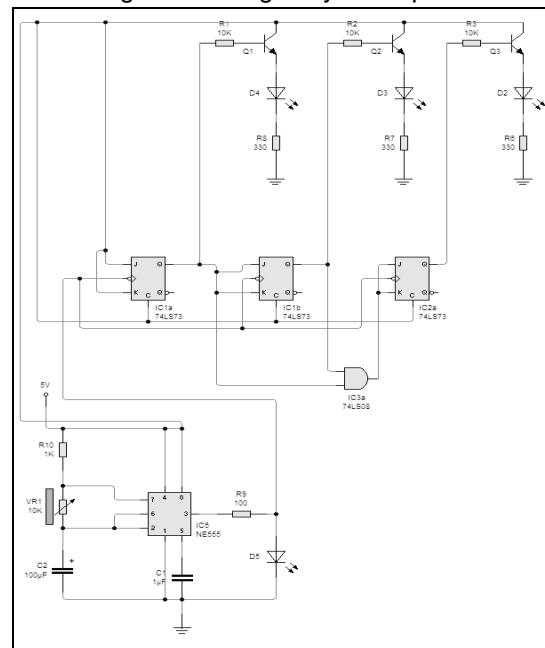 R1
10K
Q1
D4
R8
330
R2
10K
Q2
D3
R7
330
R3
10K
Q3
D2
R6
330
J Q
K Q
C
IC1a
74LS73
J Q
K Q
C
IC1b
74LS73
J Q
K Q
C
IC2a
74LS73
IC3a
74LS08
5V
R10
1K
VR1
10K
C2
100µF
+
7 4 8
6 3
2 1 5
IC5
NE555
C1
1µF
R9
100
D5